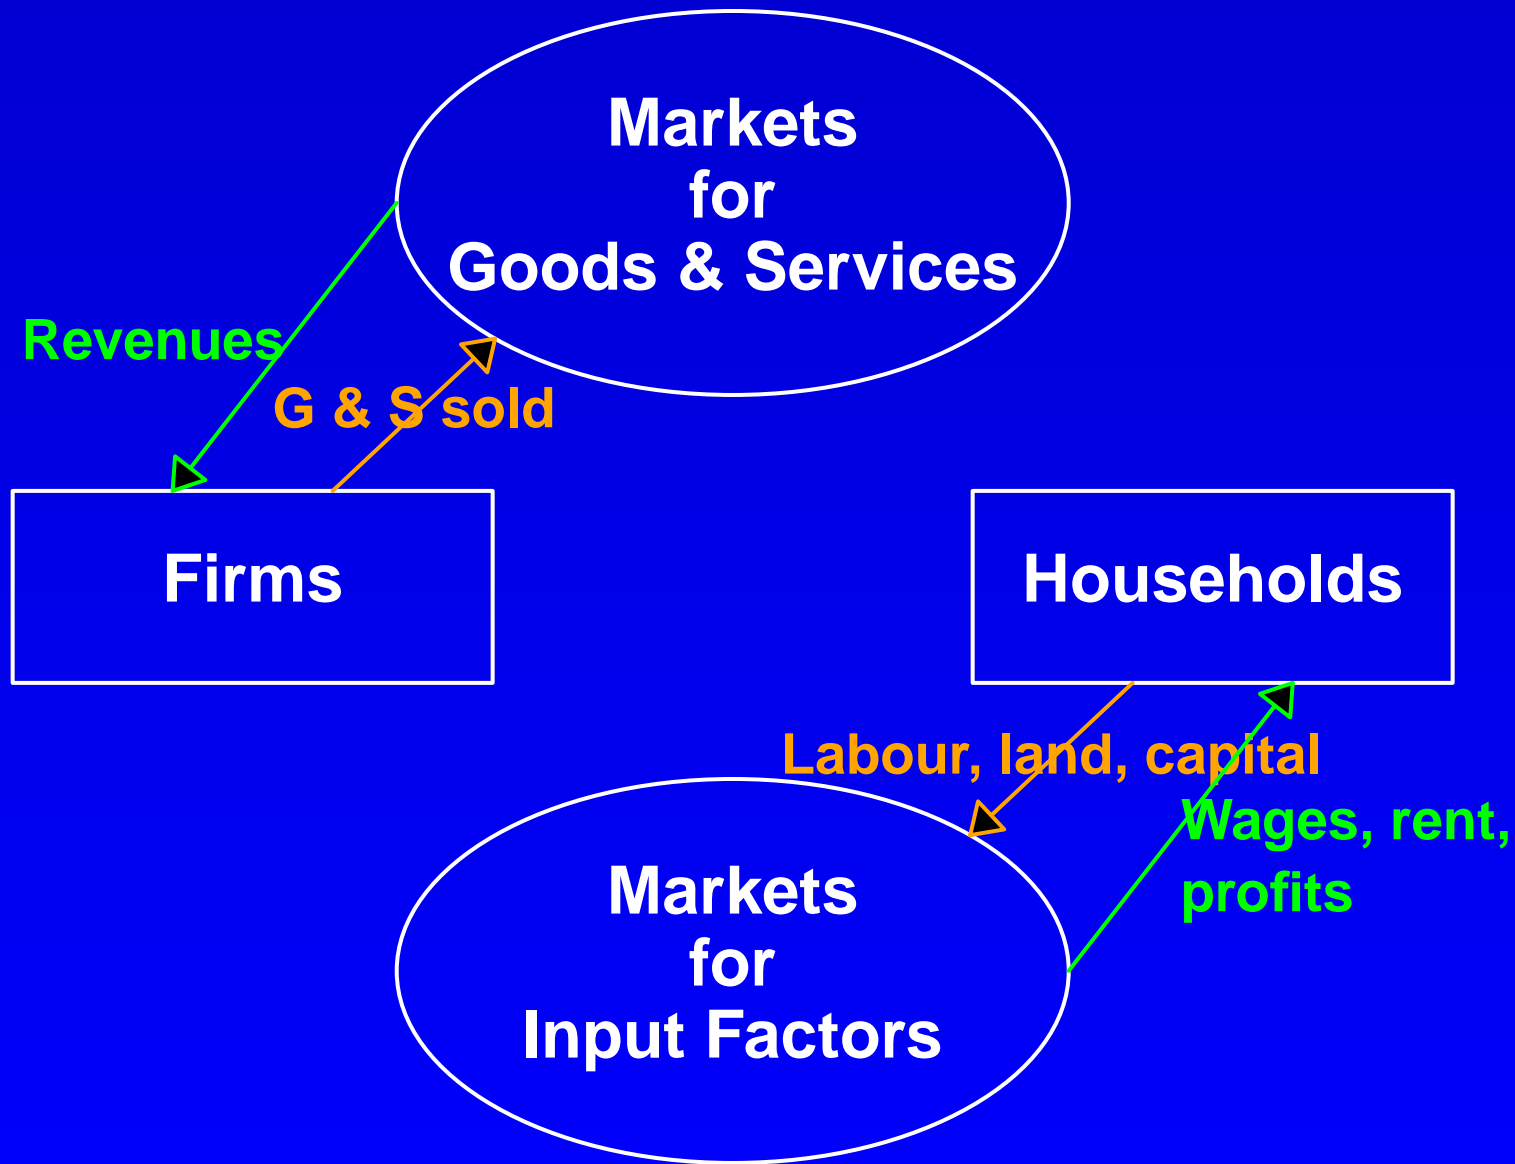 Markets
for
Goods & Services
Revenues
G & S sold
Firms
Households
Labour, land, capital
Wages, rent,
profits
Markets
for
Input Factors